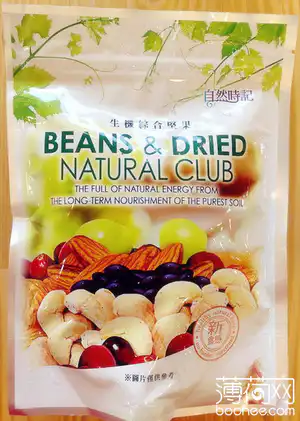 自然時記
生機綜合堅果
BEANS & DRIED
NATURAL CLUB
THE FULL OF NATURAL ENERGY FROM
THE LONG-TERM NOURISHMENT OF THE PUREST SOIL
新
※圖片僅供參考
薄荷网
boohee.com